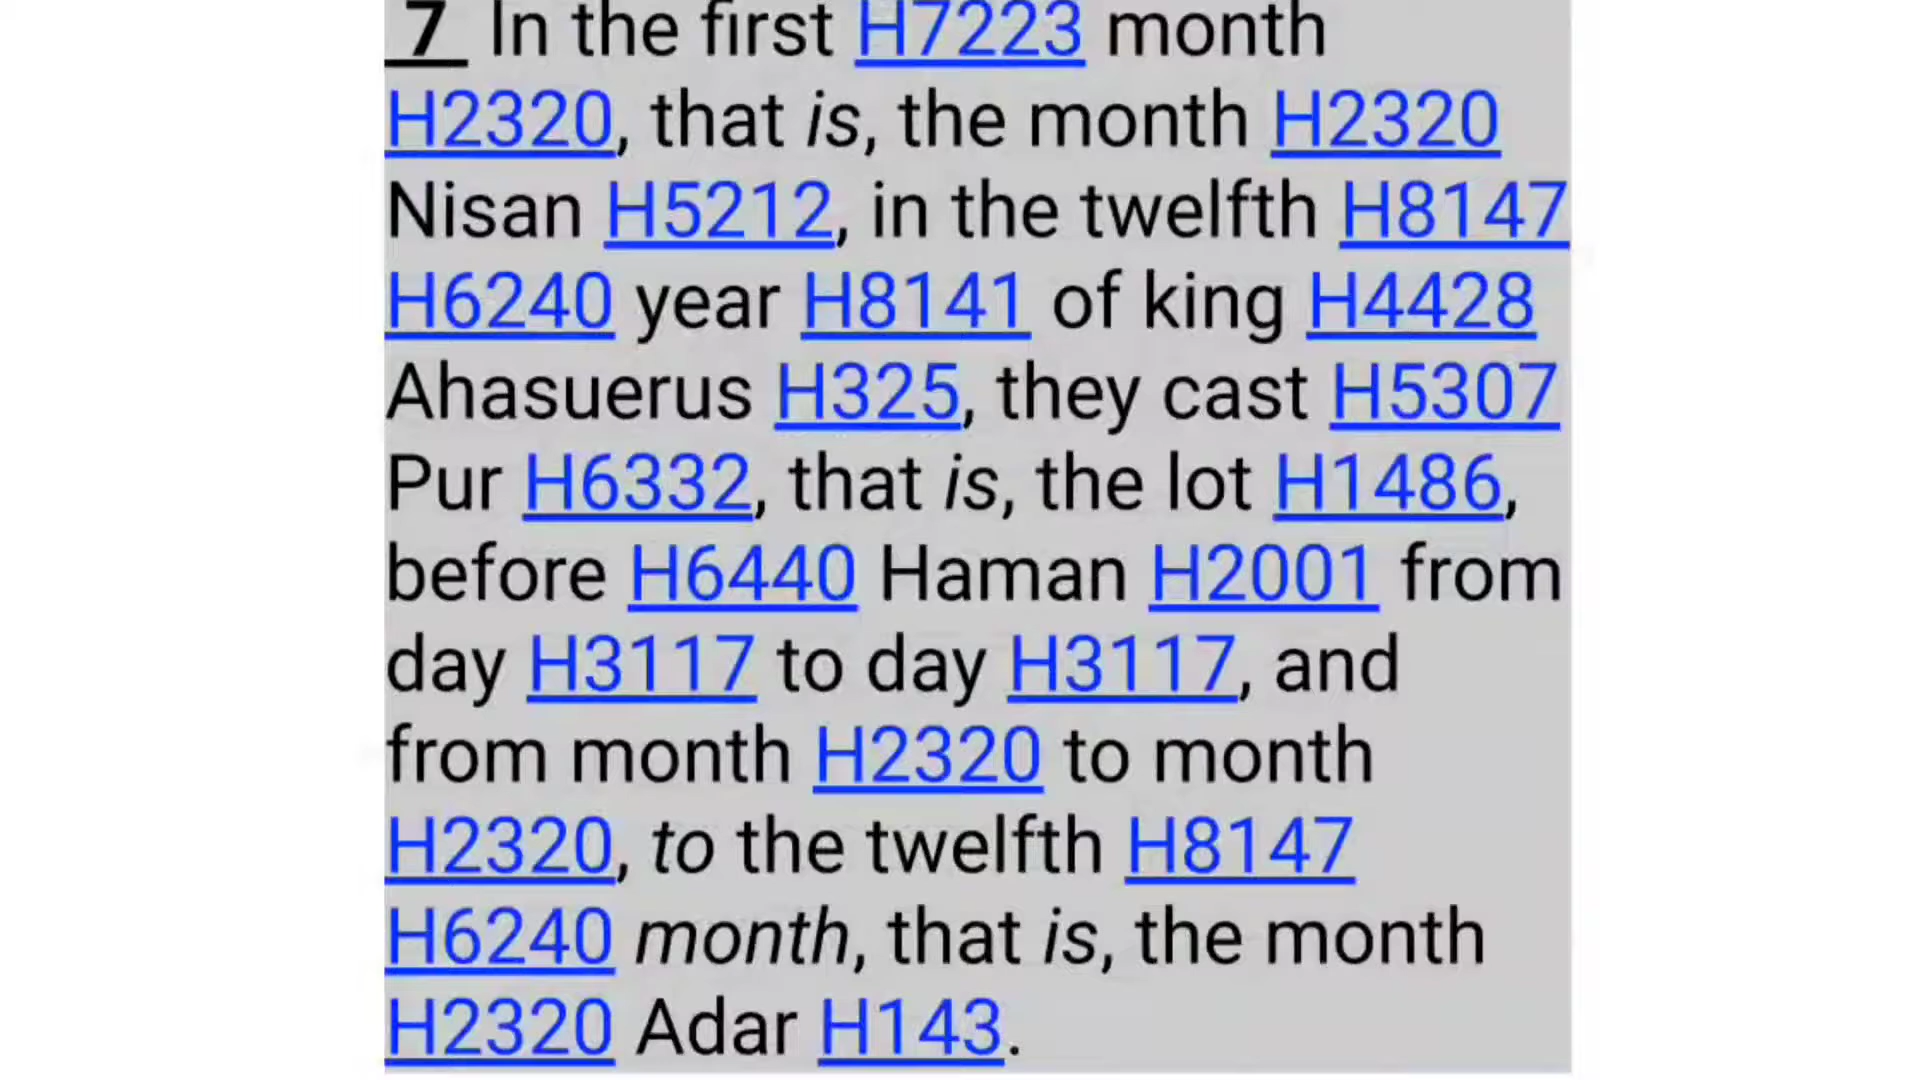 7 In the first H7223 month
H2320, that is, the month H2320
Nisan H5212, in the twelfth H8147
H6240 year H8141 of king H4428
Ahasuerus H325, they cast H5307
Pur H6332, that is, the lot H1486,
before H6440 Haman H2001 from
day H3117 to day H3117, and
from month H2320 to month
H2320, to the twelfth H8147
H6240 month, that is, the month
H2320 Adar H143.